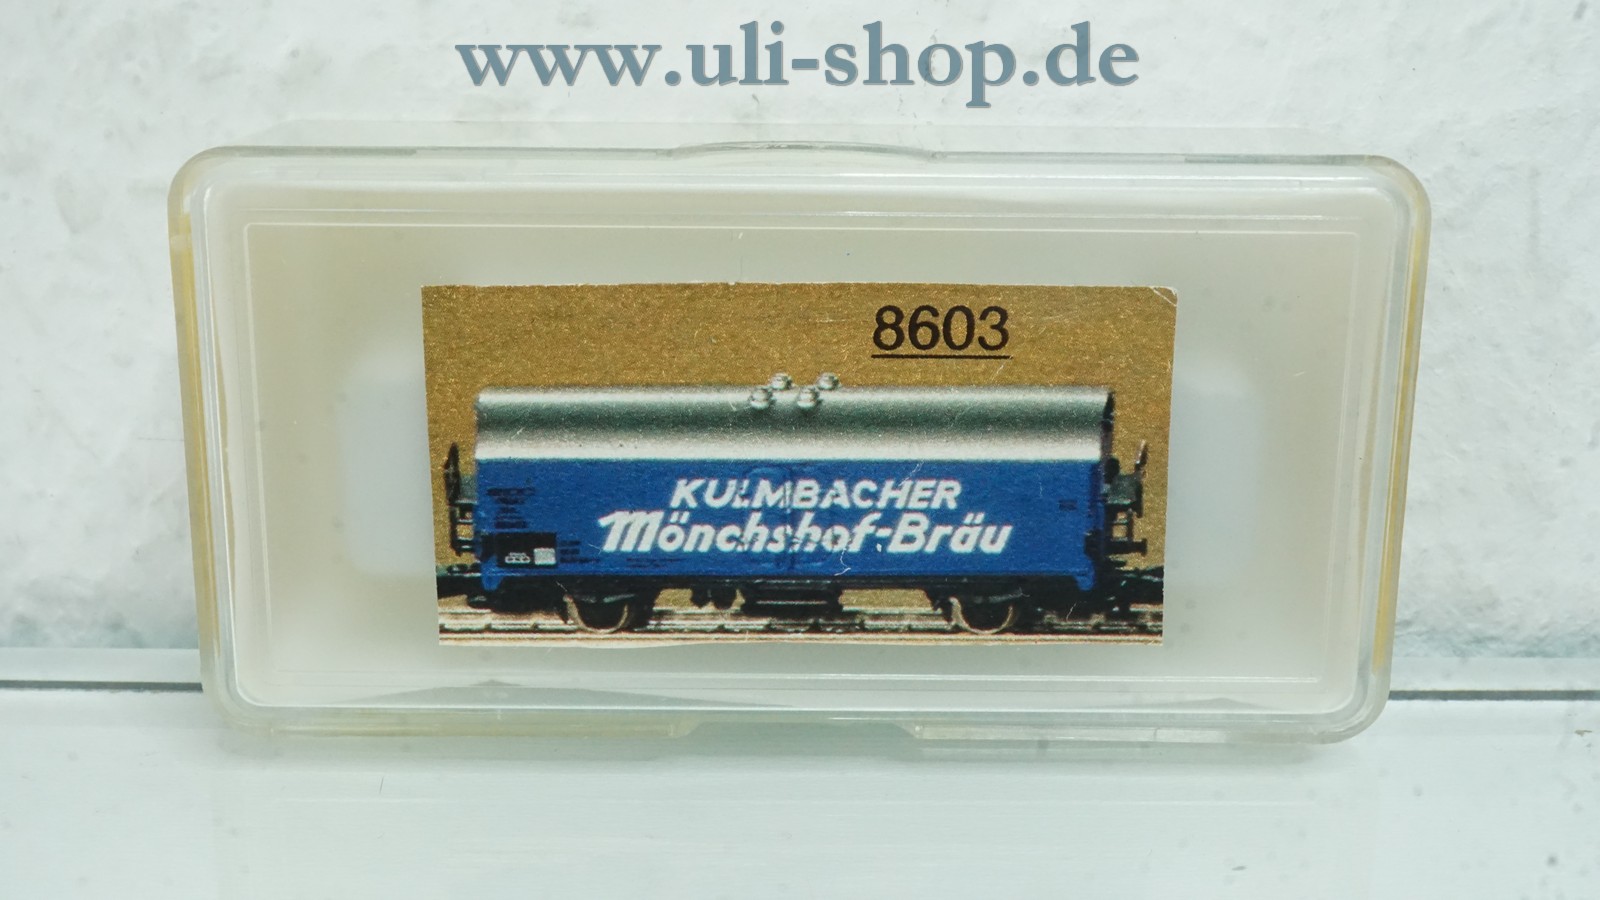 www.uli-shop.de
8603
KULMBACHER
Mönchshof-Bräu